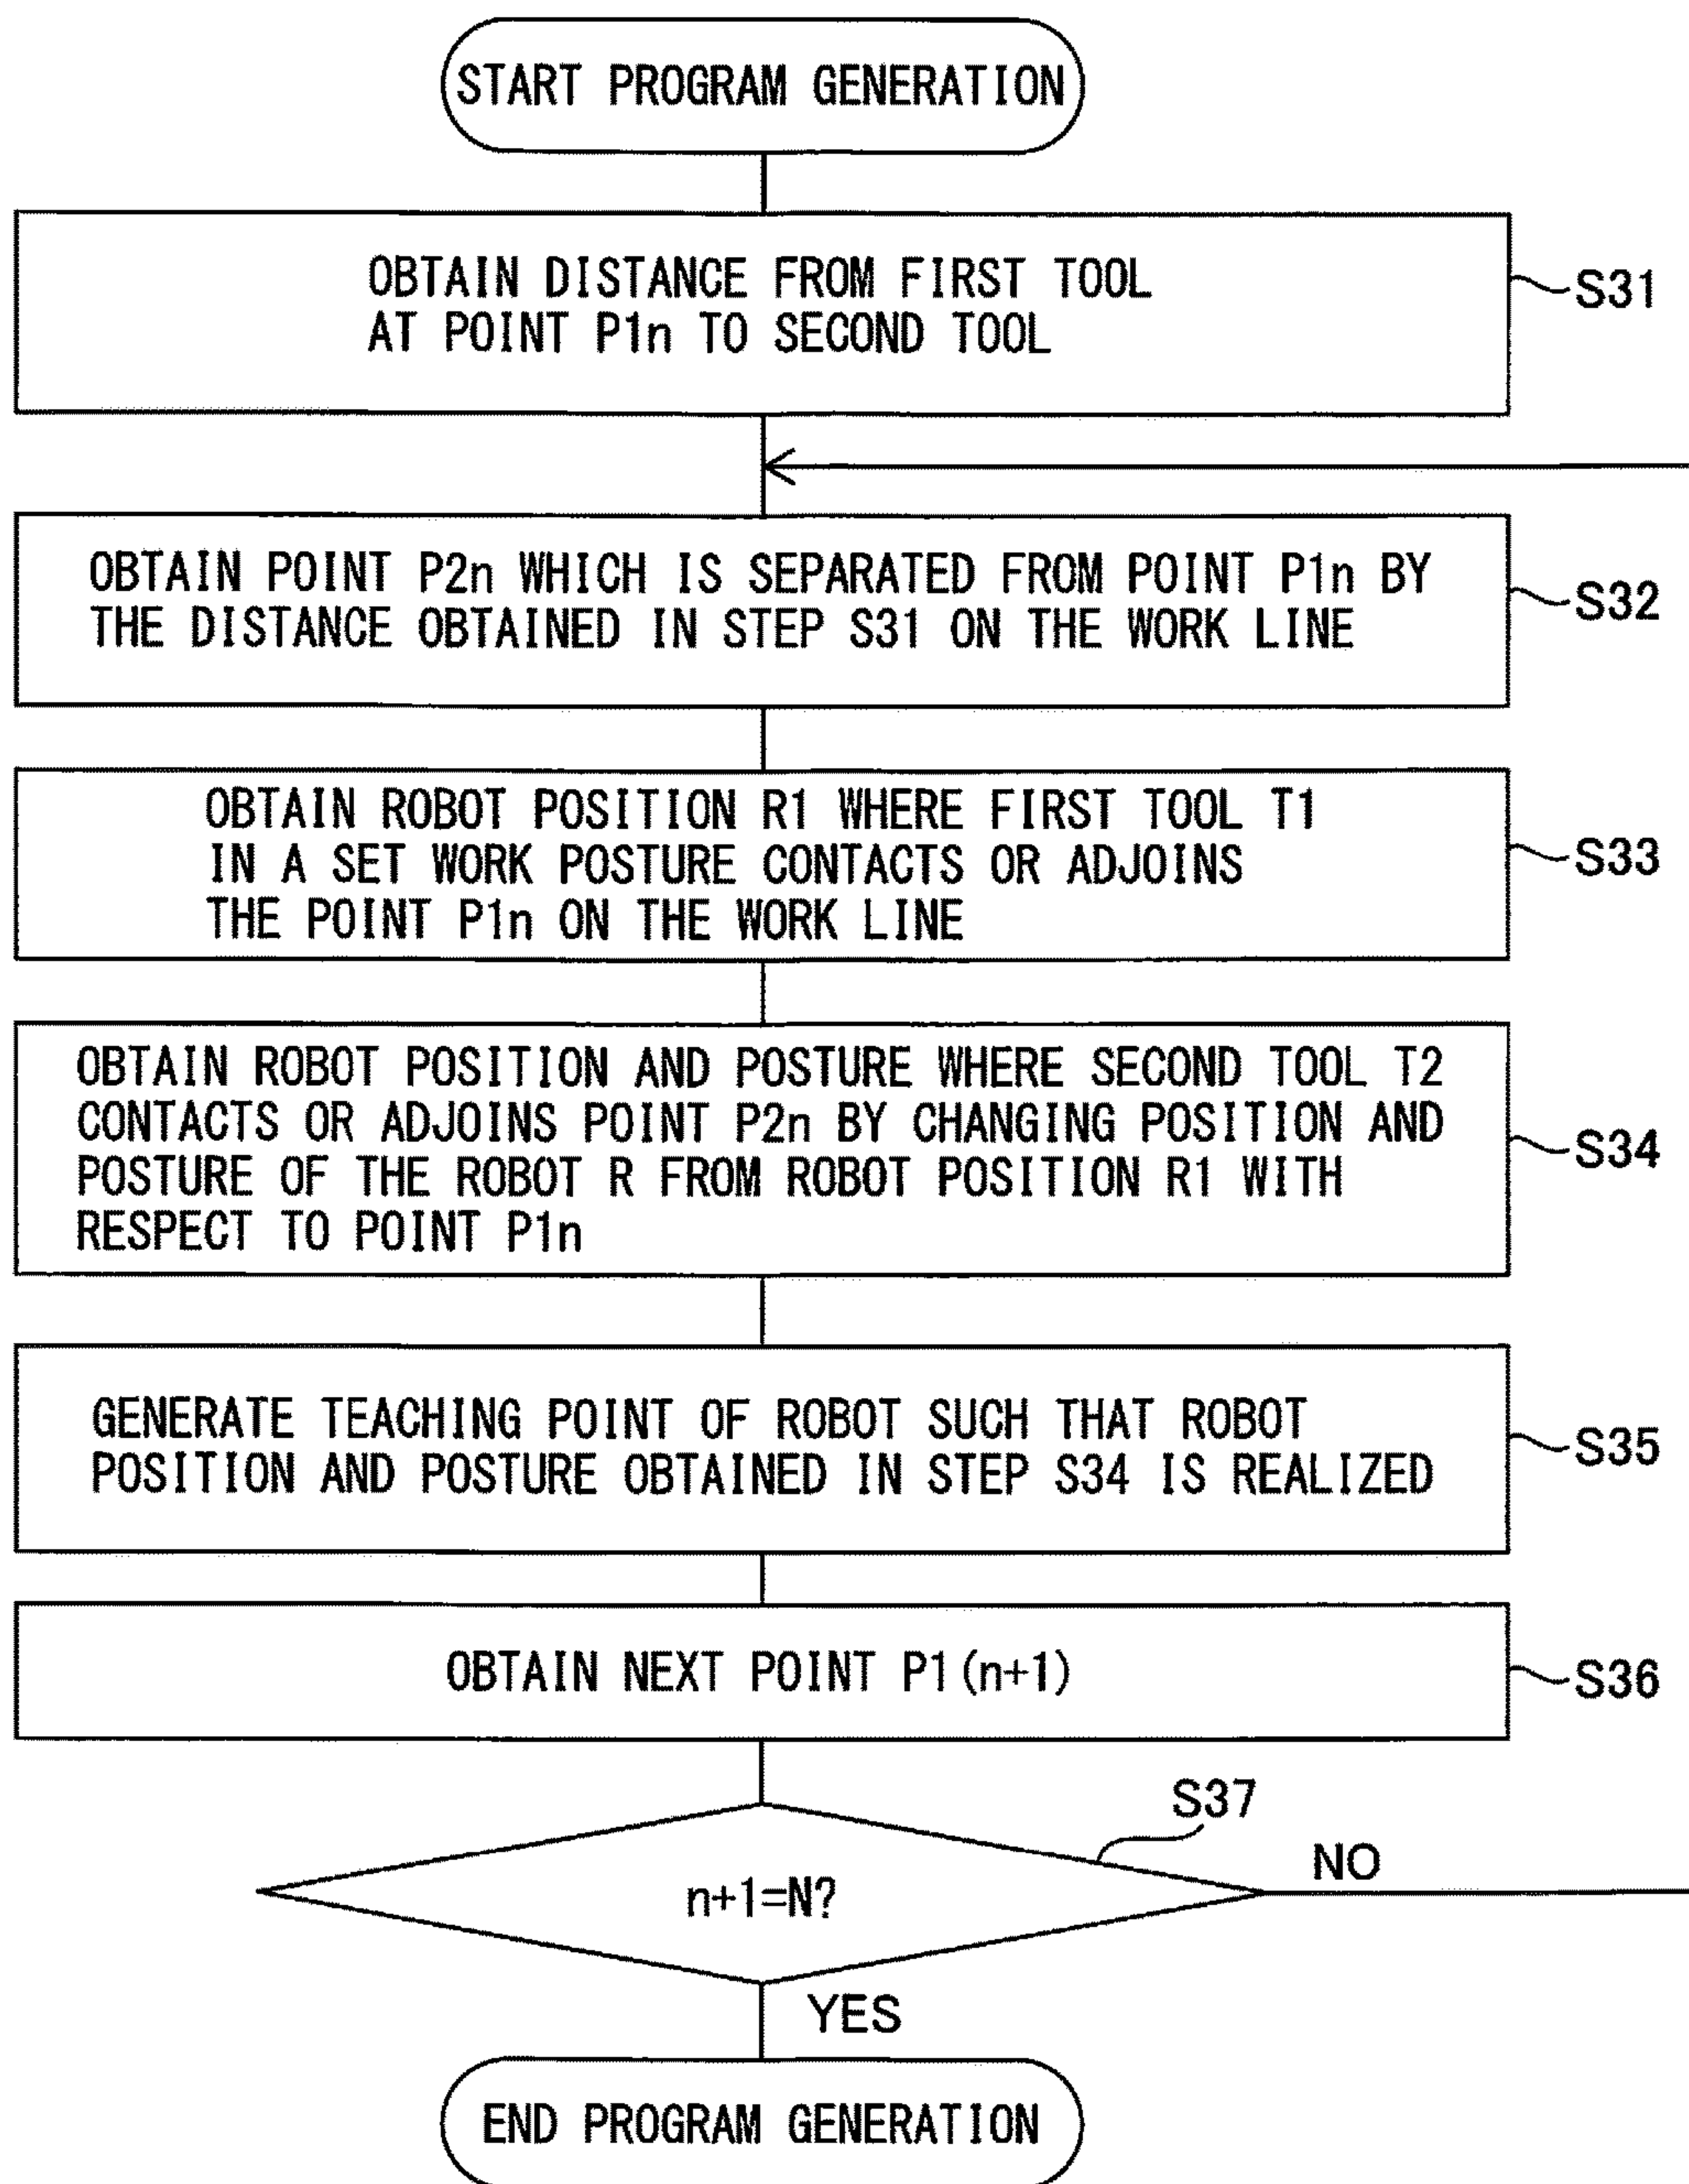 START PROGRAM GENERATION
OBTAIN DISTANCE FROM FIRST TOOL
AT POINT P1n TO SECOND TOOL
S31
OBTAIN POINT P2n WHICH IS SEPARATED FROM POINT P1n BY
THE DISTANCE OBTAINED IN STEP S31 ON THE WORK LINE
S32
OBTAIN ROBOT POSITION R1 WHERE FIRST TOOL T1
IN A SET WORK POSTURE CONTACTS OR ADJOINS
THE POINT P1n ON THE WORK LINE
S33
OBTAIN ROBOT POSITION AND POSTURE WHERE SECOND TOOL T2
CONTACTS OR ADJOINS POINT P2n BY CHANGING POSITION AND
POSTURE OF THE ROBOT R FROM ROBOT POSITION R1 WITH
RESPECT TO POINT P1n
S34
GENERATE TEACHING POINT OF ROBOT SUCH THAT ROBOT
POSITION AND POSTURE OBTAINED IN STEP S34 IS REALIZED
S35
OBTAIN NEXT POINT P1(n+1)
S36
S37
n+1=N?
NO
YES
END PROGRAM GENERATION